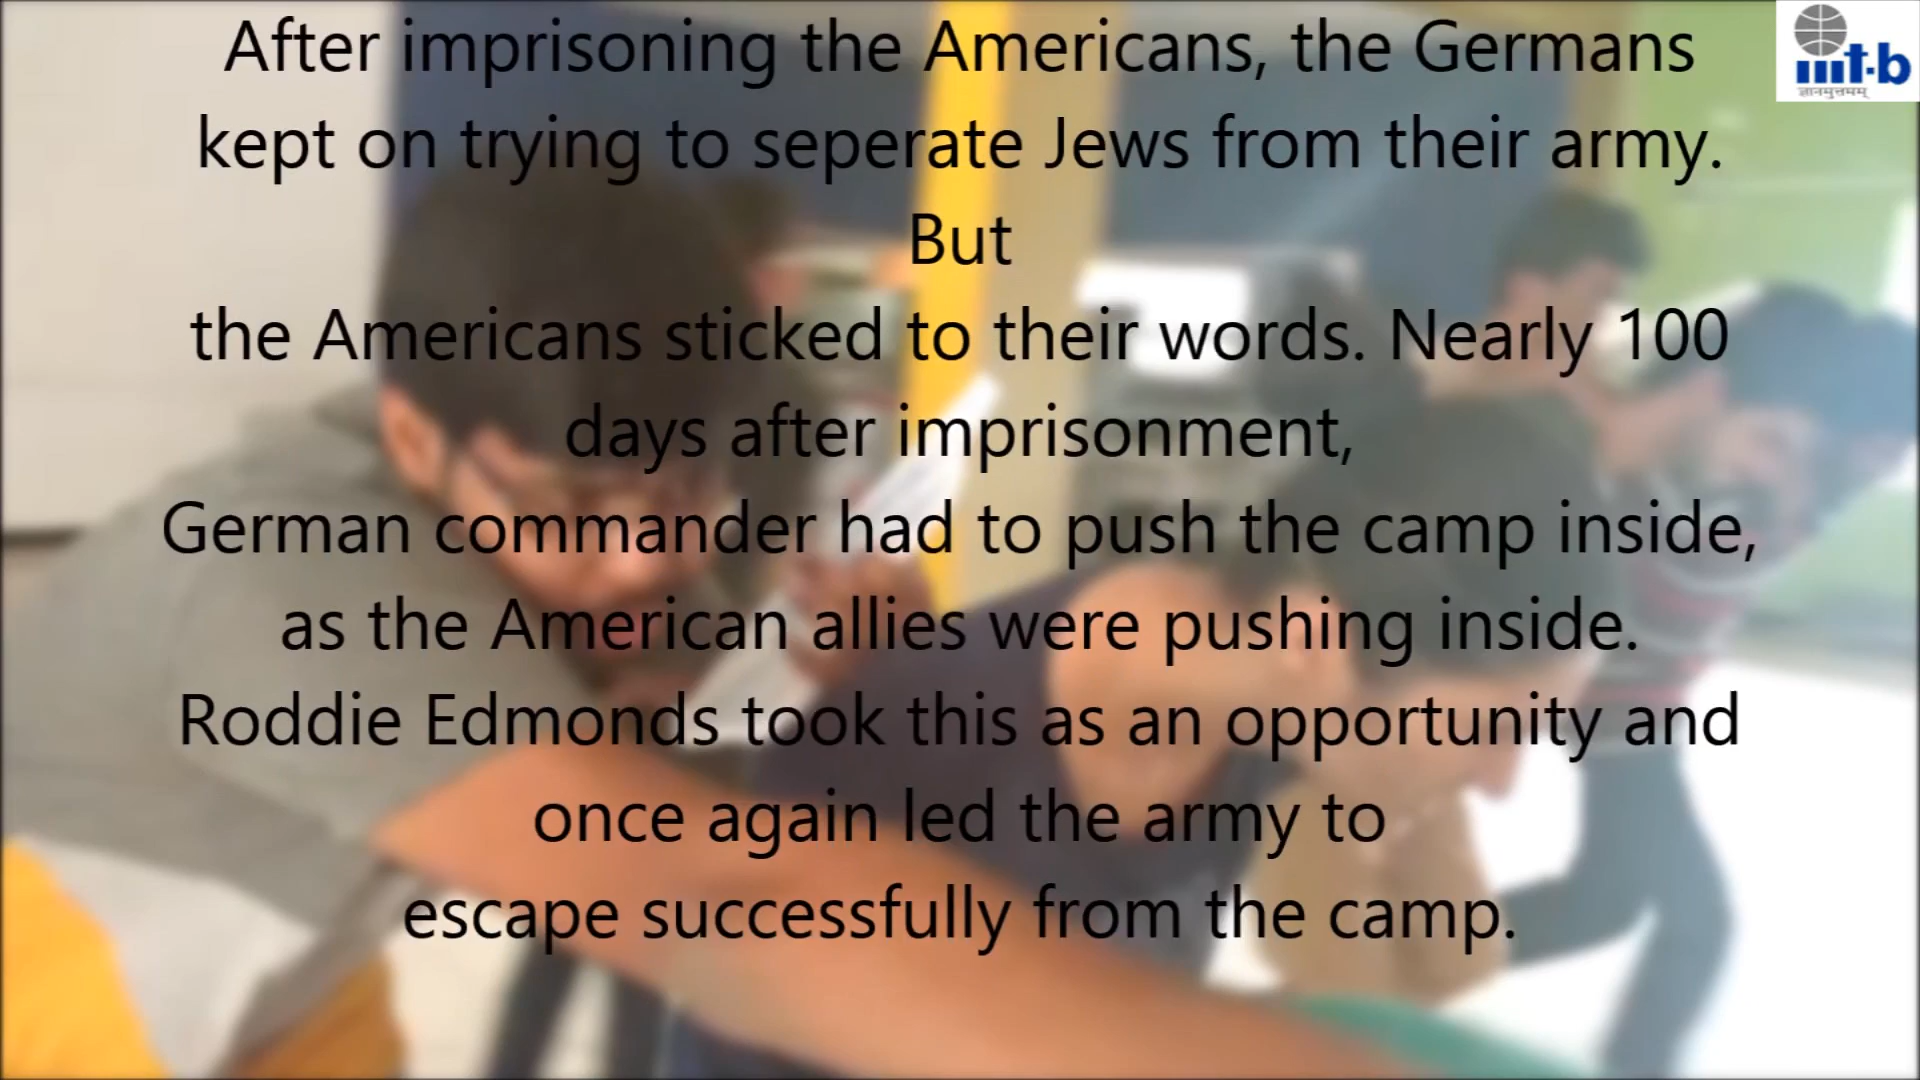 After imprisoning the Americans, the Germans
kept on trying to seperate Jews from their army.
But
the Americans sticked to their words. Nearly 100
days after imprisonment,
German commander had to push the camp inside,
as the American allies were pushing inside.
Roddie Edmonds took this as an opportunity and
once again led the army to
escape successfully from the camp.
iiit-b
ज्ञानमुत्तमम्